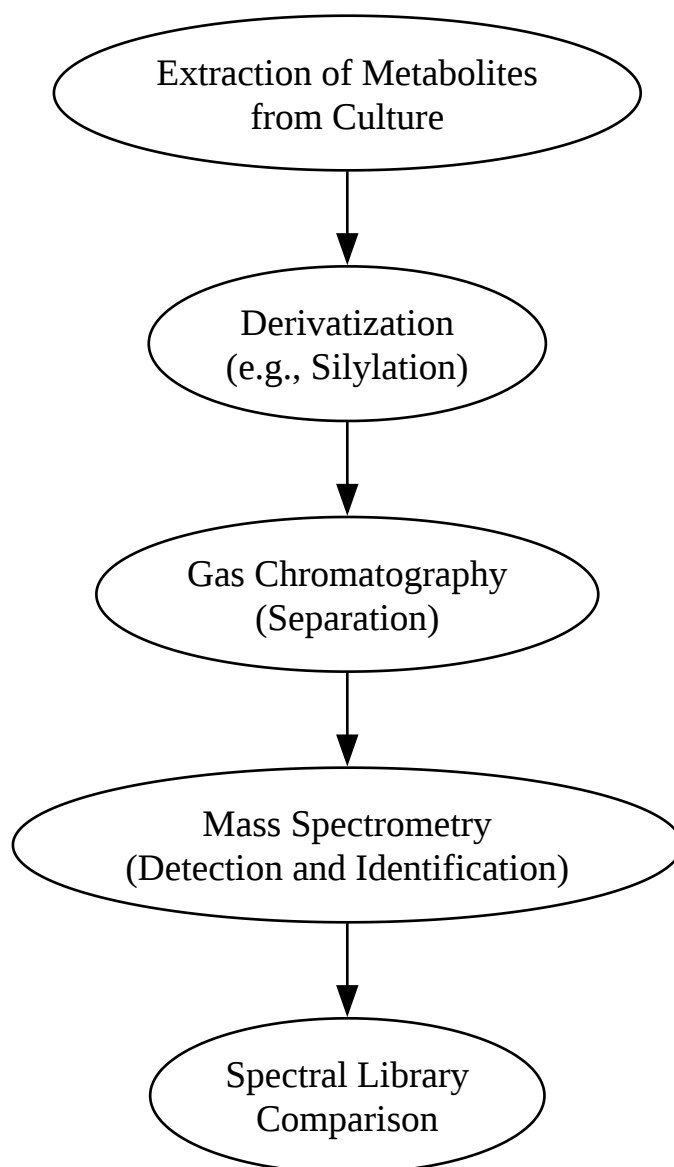 Extraction of Metabolites
from Culture
Derivatization
(e.g., Silylation)
Gas Chromatography
(Separation)
Mass Spectrometry
(Detection and Identification)
Spectral Library
Comparison